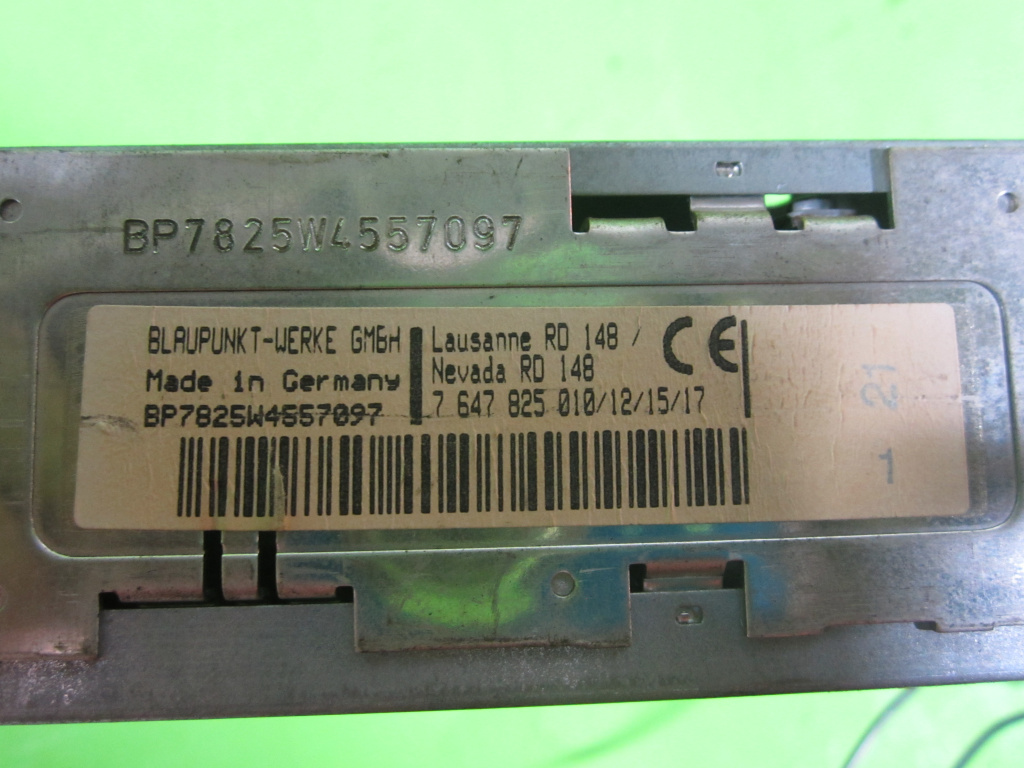 BP7825W4557097
BLAUPUNKT-WERKE GMBH
Made in Germany
BP7825W4557097
Lausanne RD 148 /
Nevada RD 148
7 647 825 010/12/15/17
CE
21
1